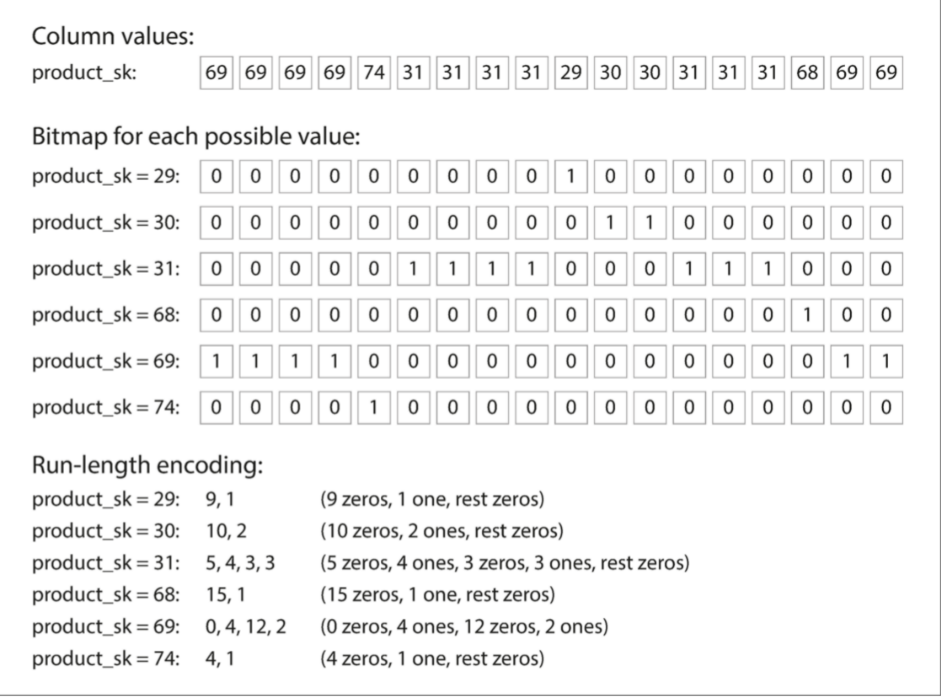 Column values:
product_sk: 69 69 69 69 74 31 31 31 31 29 30 30 31 31 31 68 69 69
Bitmap for each possible value:
product_sk = 29: 0 0 0 0 0 0 0 0 0 1 0 0 0 0 0 0 0 0
product_sk = 30: 0 0 0 0 0 0 0 0 0 0 1 1 0 0 0 0 0 0
product_sk = 31: 0 0 0 0 0 1 1 1 1 0 0 0 1 1 1 0 0 0
product_sk = 68: 0 0 0 0 0 0 0 0 0 0 0 0 0 0 0 1 0 0
product_sk = 69: 1 1 1 1 0 0 0 0 0 0 0 0 0 0 0 0 1 1
product_sk = 74: 0 0 0 0 1 0 0 0 0 0 0 0 0 0 0 0 0 0
Run-length encoding:
product_sk = 29: 9, 1 (9 zeros, 1 one, rest zeros)
product_sk = 30: 10, 2 (10 zeros, 2 ones, rest zeros)
product_sk = 31: 5, 4, 3, 3 (5 zeros, 4 ones, 3 zeros, 3 ones, rest zeros)
product_sk = 68: 15, 1 (15 zeros, 1 one, rest zeros)
product_sk = 69: 0, 4, 12, 2 (0 zeros, 4 ones, 12 zeros, 2 ones)
product_sk = 74: 4, 1 (4 zeros, 1 one, rest zeros)